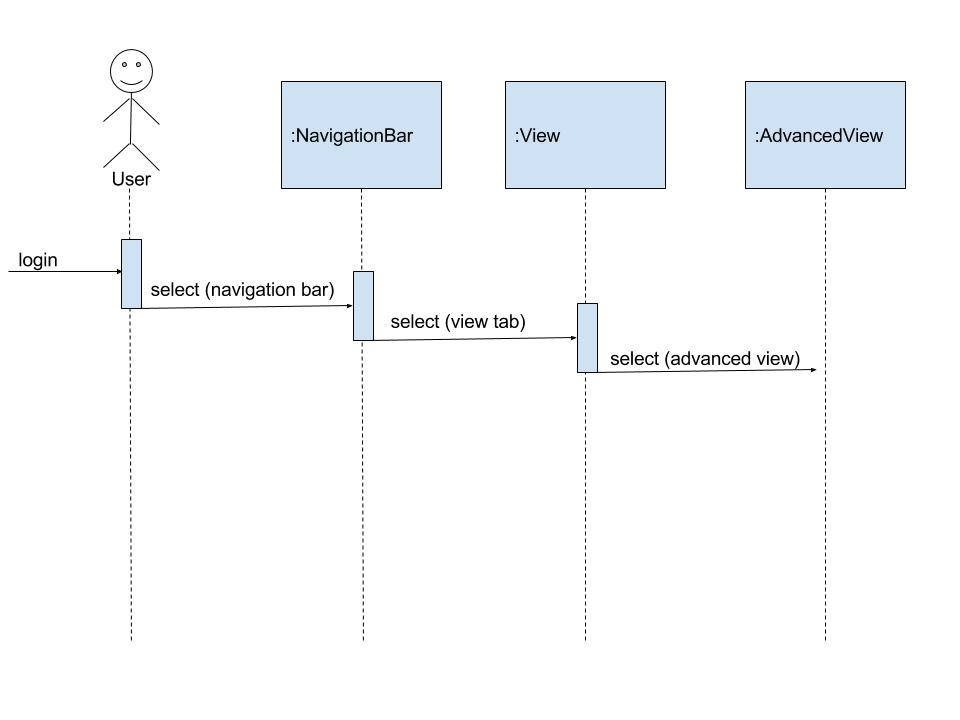 :NavigationBar
:View
:AdvancedView
User
login
select (navigation bar)
select (view tab)
select (advanced view)